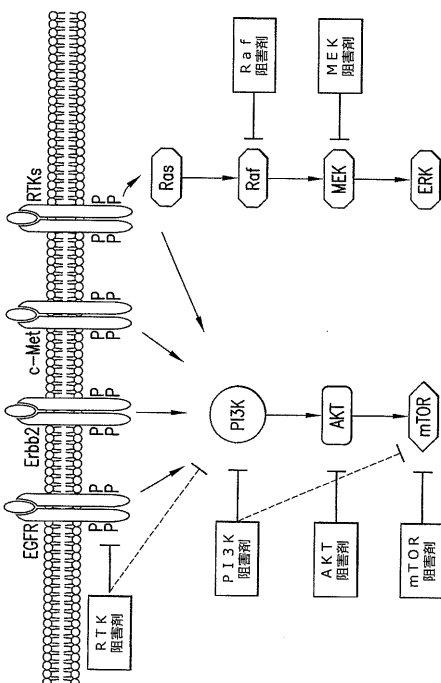 EGFR
Erbb2
c-Met
RTKs
P P
P P
P P
P P
P P
P P
P P
P P
RTK
阻害剤
PI3K
Ras
Raf
阻害剤
Raf
PI3K
阻害剤
AKT
MEK
阻害剤
MEK
AKT
阻害剤
mTOR
ERK
mTOR
阻害剤